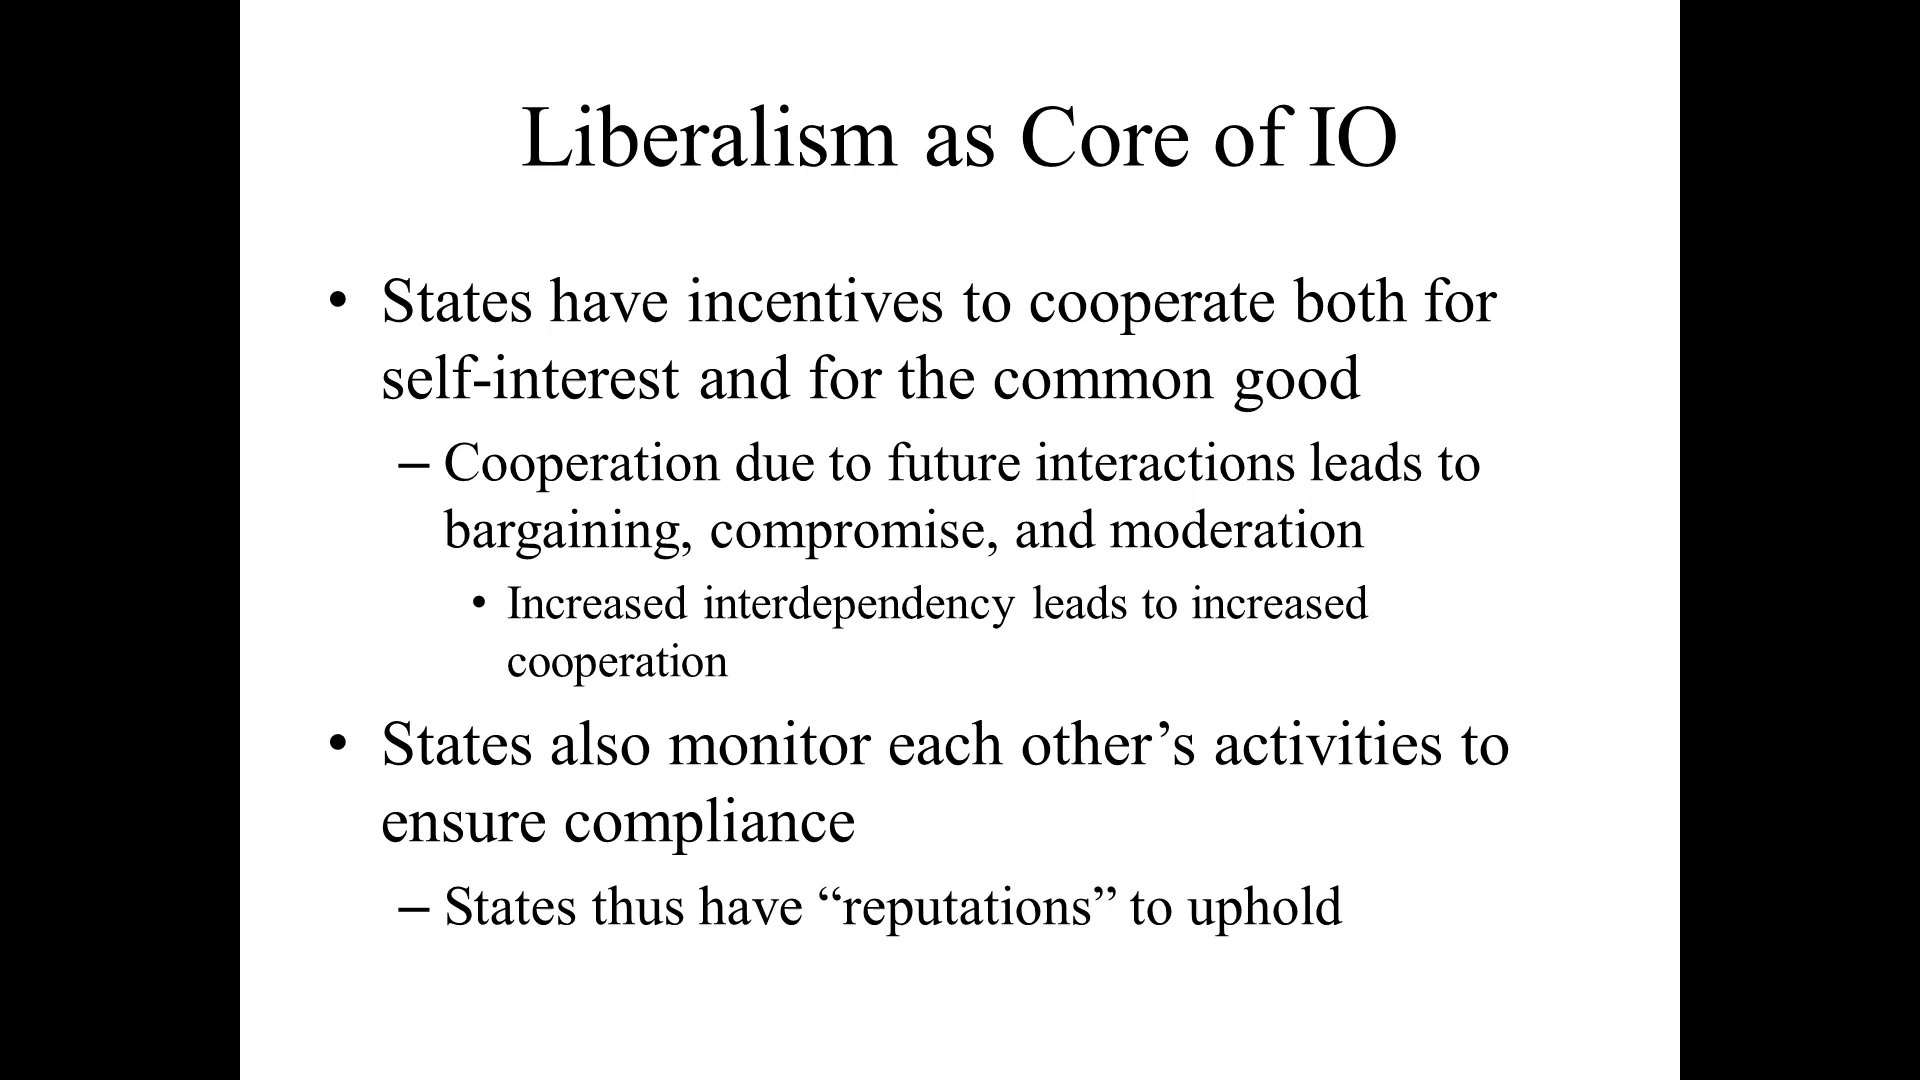 Liberalism as Core of IO
• States have incentives to cooperate both for
self-interest and for the common good
– Cooperation due to future interactions leads to
bargaining, compromise, and moderation
• Increased interdependency leads to increased
cooperation
• States also monitor each other’s activities to
ensure compliance
– States thus have “reputations” to uphold